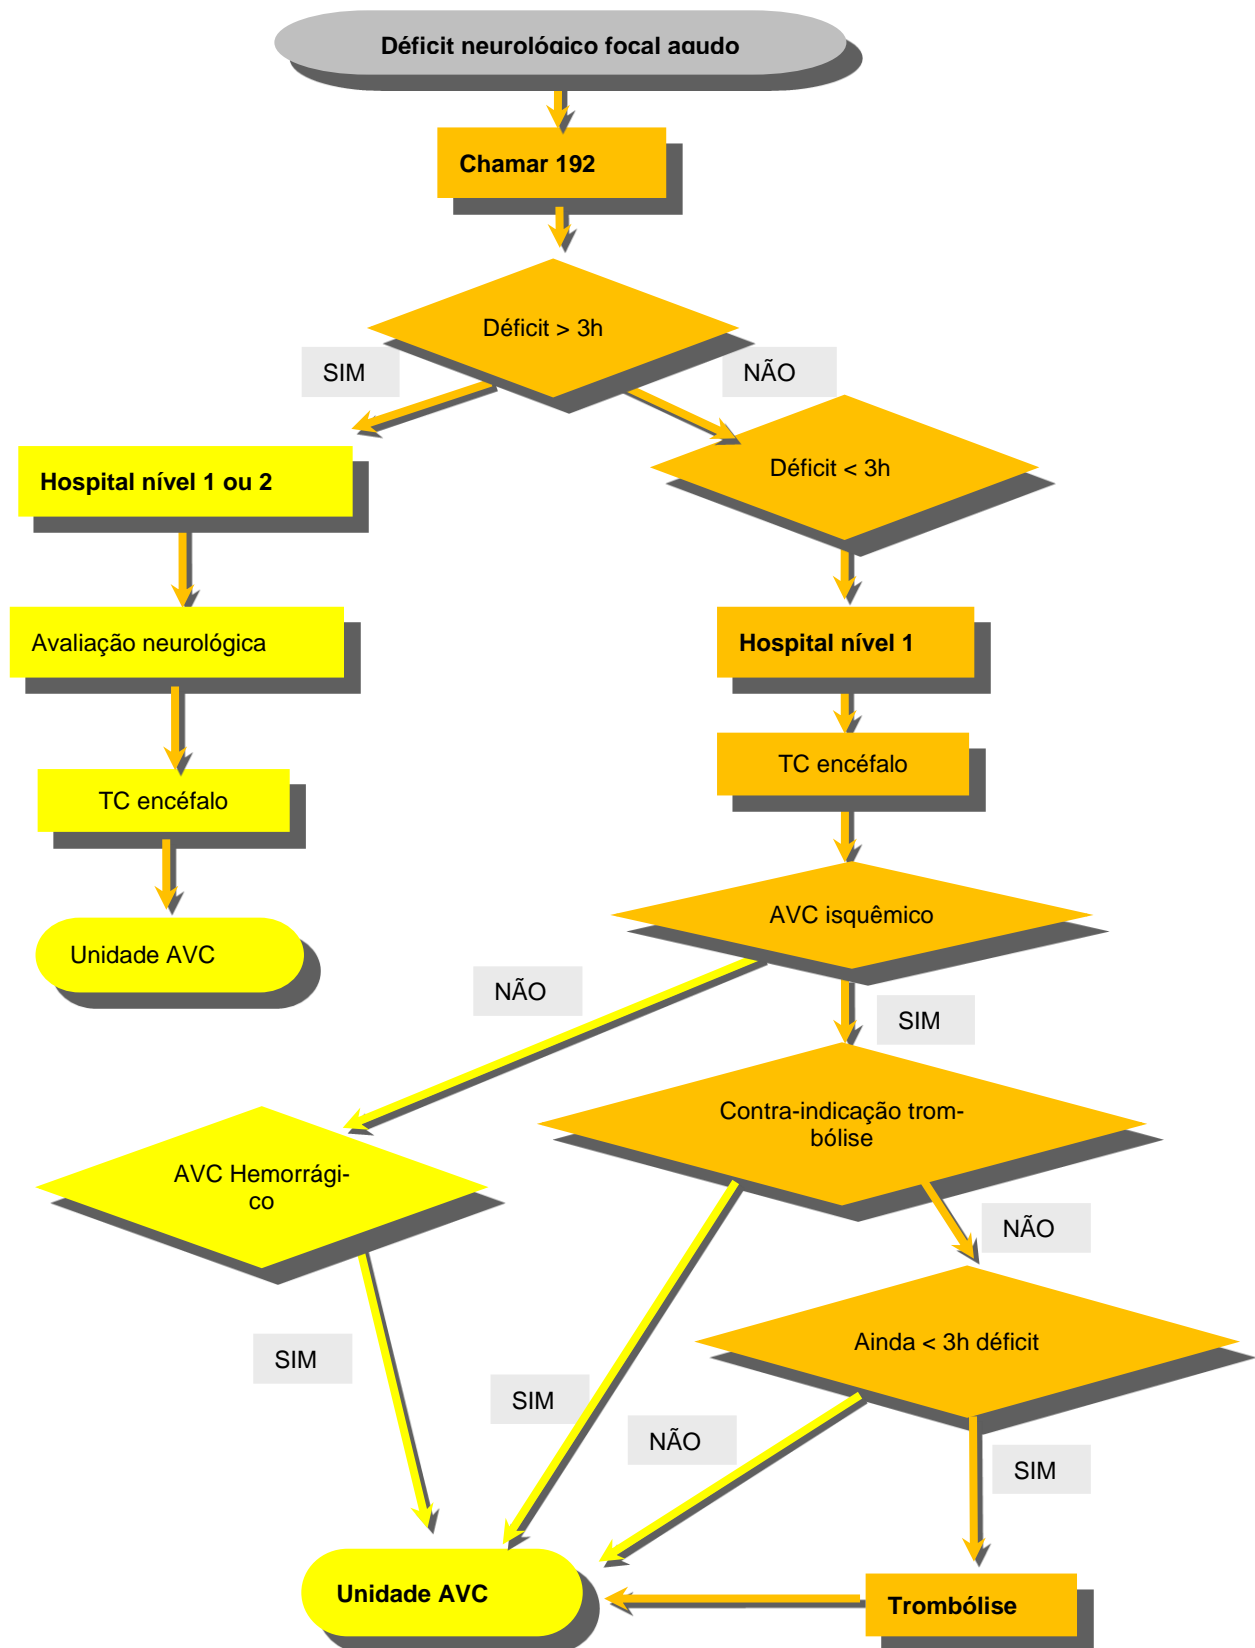 Déficit neurológico focal agudo
Chamar 192
Déficit > 3h
SIM
NÃO
Hospital nível 1 ou 2
Déficit < 3h
Avaliação neurológica
Hospital nível 1
TC encéfalo
TC encéfalo
Unidade AVC
AVC isquêmico
NÃO
SIM
Contra-indicação trom-
bólise
AVC Hemorrági-
co
NÃO
SIM
Ainda < 3h déficit
SIM
NÃO
SIM
Unidade AVC
Trombólise